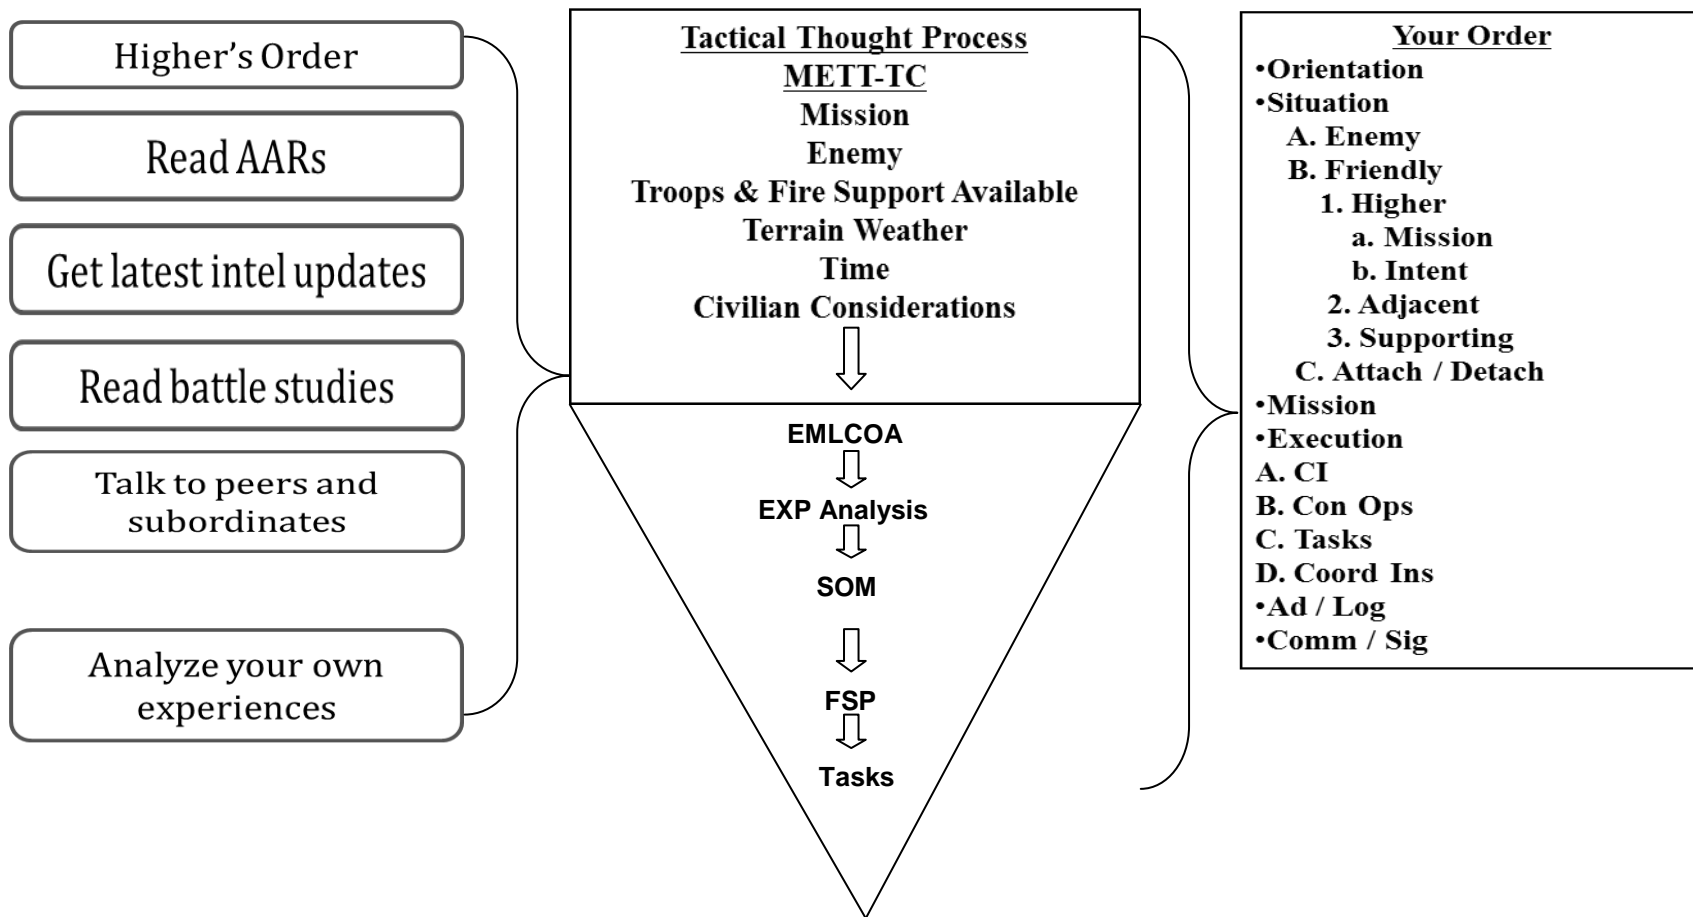 Higher's Order
Read AARs
Get latest intel updates
Read battle studies
Talk to peers and
subordinates
Analyze your own
experiences
Tactical Thought Process
METT-TC
Mission
Enemy
Troops & Fire Support Available
Terrain Weather
Time
Civilian Considerations
EMLCOA
EXP Analysis
SOM
FSP
Tasks
Your Order
•Orientation
•Situation
A. Enemy
B. Friendly
1. Higher
a. Mission
b. Intent
2. Adjacent
3. Supporting
C. Attach / Detach
•Mission
•Execution
A. CI
B. Con Ops
C. Tasks
D. Coord Ins
•Ad / Log
•Comm / Sig